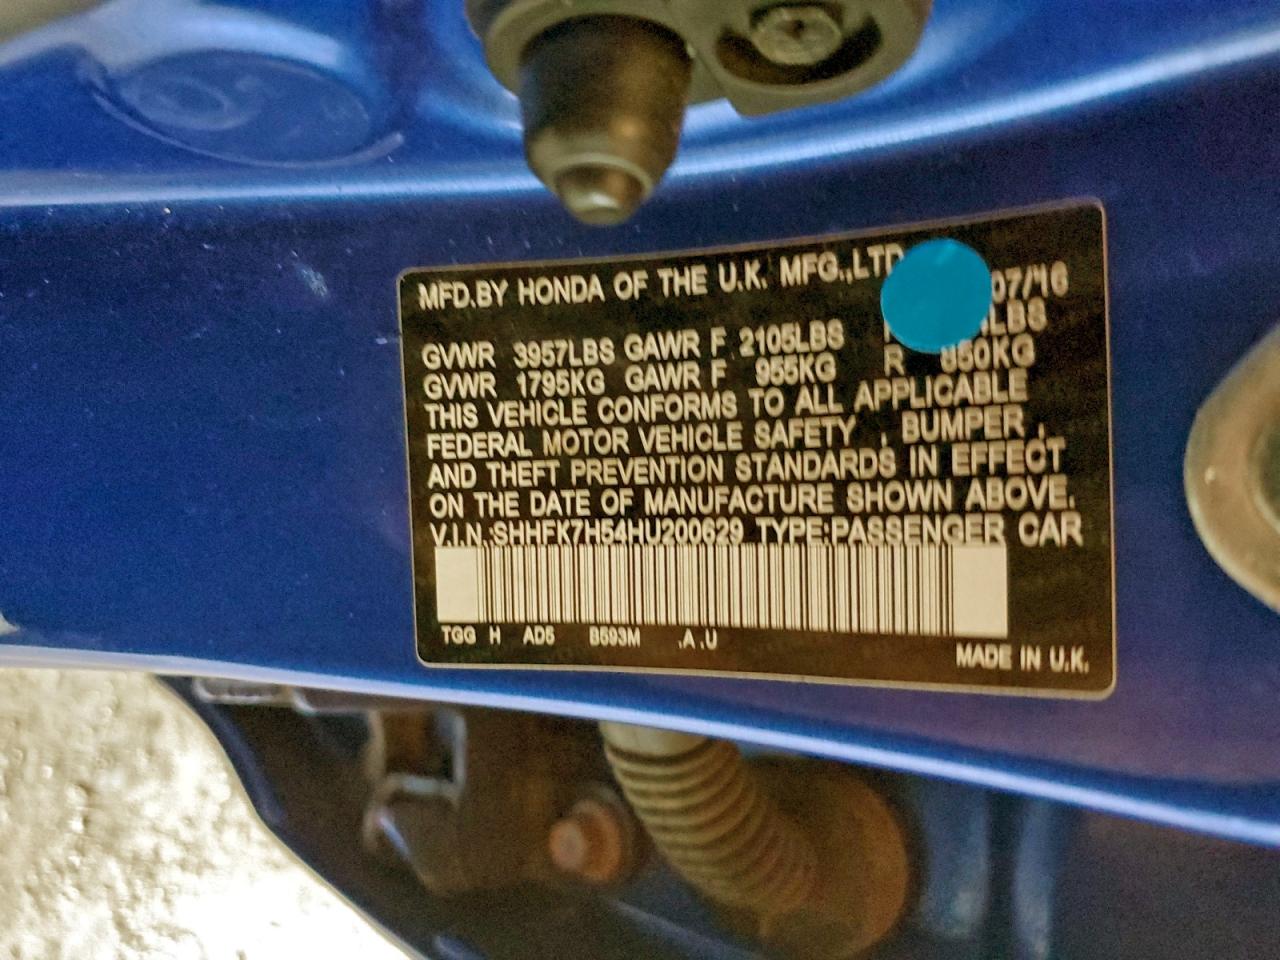 MFD.BY HONDA OF THE U.K. MFG.,LTD 07/16
GVWR 3957LBS GAWR F 2105LBS LBS
GVWR 1795KG GAWR F 955KG R 850KG
THIS VEHICLE CONFORMS TO ALL APPLICABLE
FEDERAL MOTOR VEHICLE SAFETY , BUMPER ,
AND THEFT PREVENTION STANDARDS IN EFFECT
ON THE DATE OF MANUFACTURE SHOWN ABOVE.
V.I.N.SHHFK7H54HU200629 TYPE:PASSENGER CAR
TGG H AD5 B593M .A .U
MADE IN U.K.